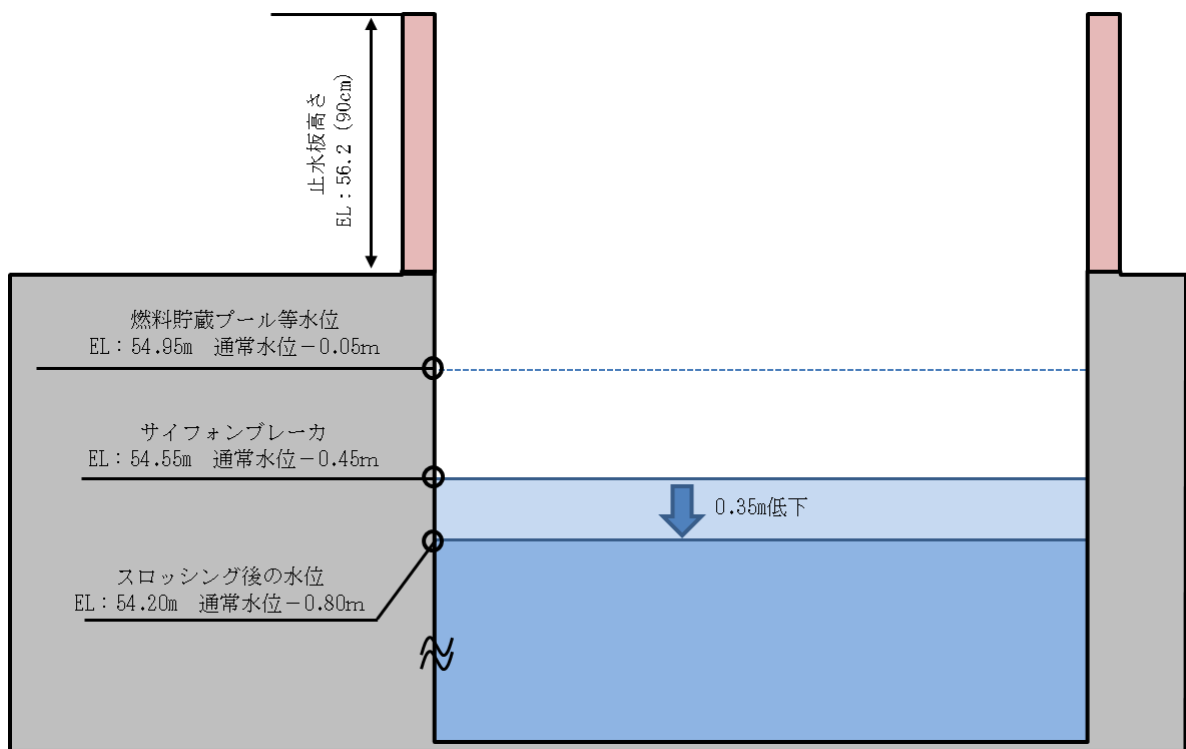 止水板高さ
EL：56.2（90cm）
燃料貯蔵プール等水位
EL：54.95m　通常水位－0.05m
サイフォンブレーカ
EL：54.55m　通常水位－0.45m
0.35m低下
スロッシング後の水位
EL：54.20m　通常水位－0.80m